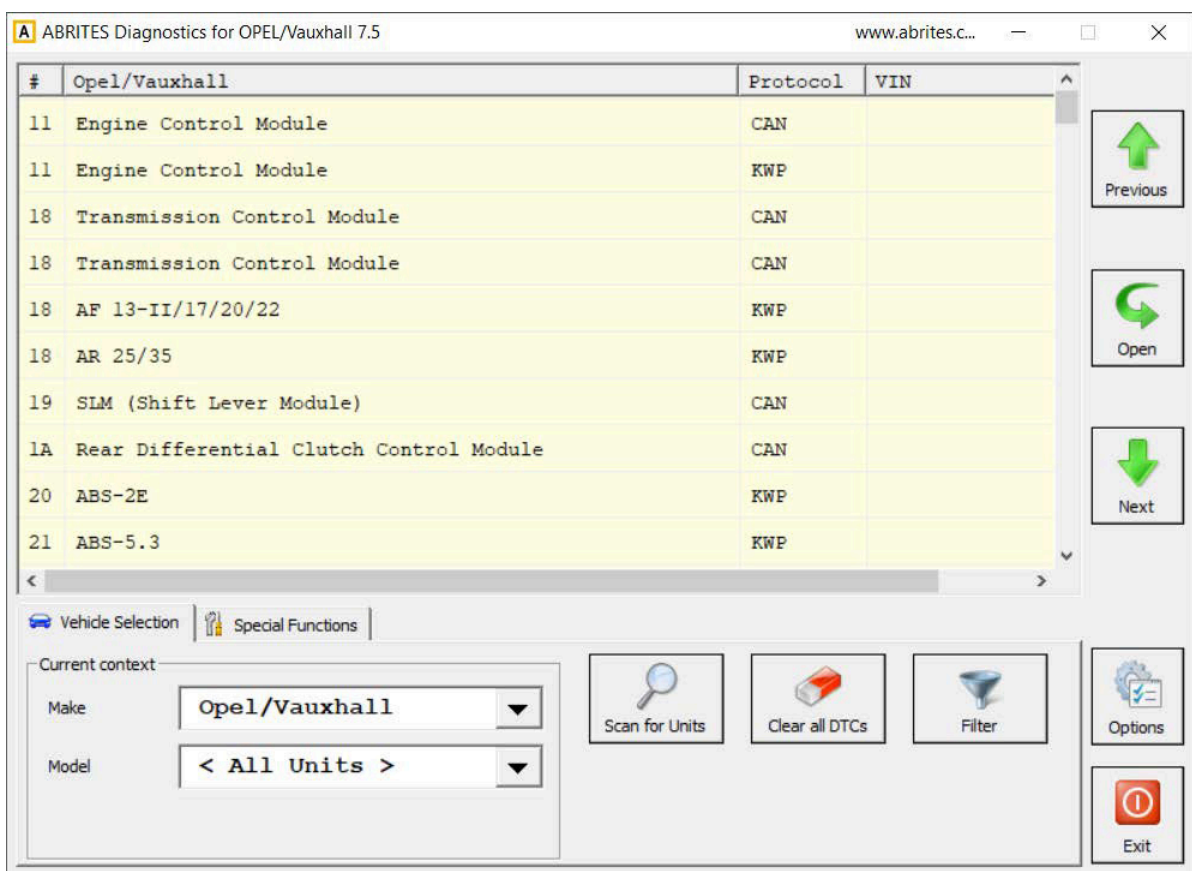 A ABRITES Diagnostics for OPEL/Vauxhall 7.5 www.abrites.c...
# Opel/Vauxhall Protocol VIN
11 Engine Control Module CAN
11 Engine Control Module KWP
18 Transmission Control Module CAN
18 Transmission Control Module CAN
18 AF 13-II/17/20/22 KWP
18 AR 25/35 KWP
19 SLM (Shift Lever Module) CAN
1A Rear Differential Clutch Control Module CAN
20 ABS-2E KWP
21 ABS-5.3 KWP
Previous
Open
Next
Vehicle Selection Special Functions
Current context
Make Opel/Vauxhall
Model < All Units >
Scan for Units Clear all DTCs Filter
Options
Exit